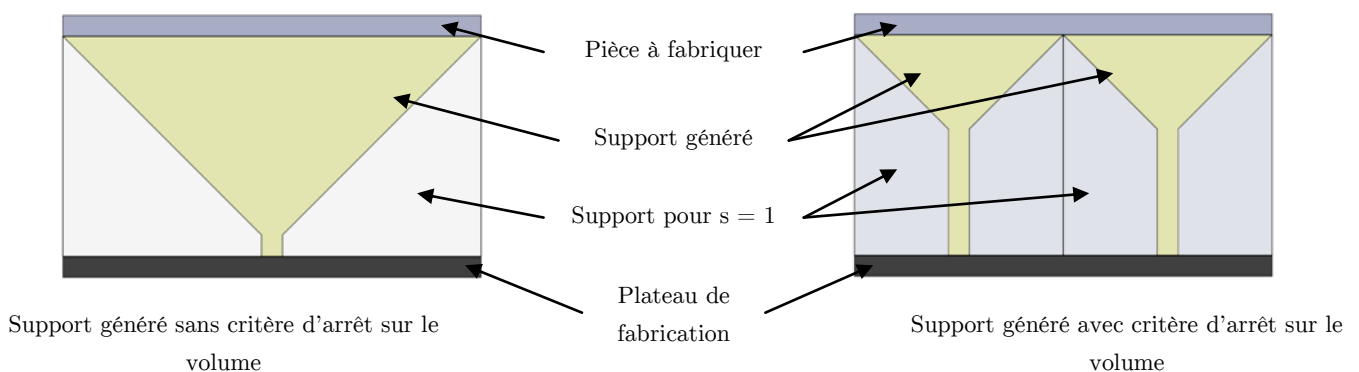 Pièce à fabriquer
Support généré
Support pour s = 1
Plateau de
fabrication
Support généré sans critère d'arrêt sur le
volume
Support généré avec critère d'arrêt sur le
volume